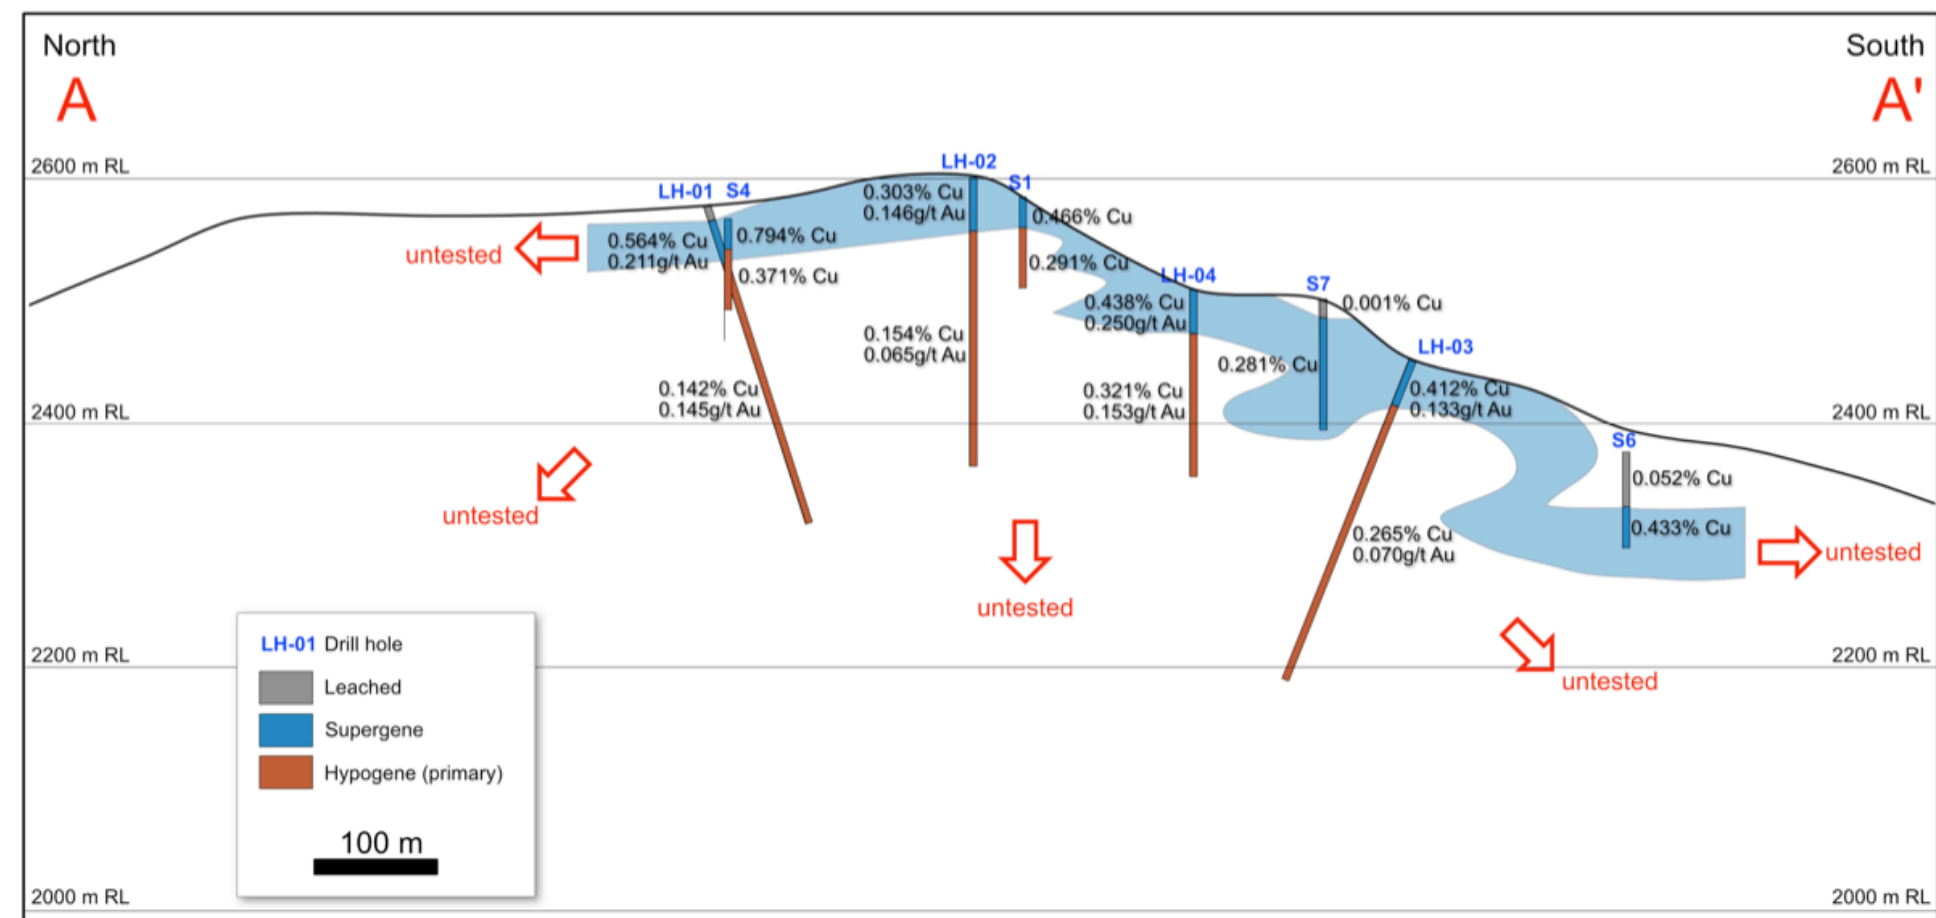 North
South
A
A'
2600 m RL
2600 m RL
LH-02
LH-01 S4
S1
0.303% Cu
0.146g/t Au
0.466% Cu
untested
0.564% Cu
0.211g/t Au
0.794% Cu
0.371% Cu
0.291% Cu
LH-04
S7
0.438% Cu
0.250g/t Au
0.001% Cu
0.154% Cu
0.065g/t Au
LH-03
0.281% Cu
0.142% Cu
0.145g/t Au
0.321% Cu
0.153g/t Au
0.412% Cu
0.133g/t Au
2400 m RL
2400 m RL
S6
0.052% Cu
untested
0.265% Cu
0.070g/t Au
0.433% Cu
untested
untested
2200 m RL
2200 m RL
untested
LH-01 Drill hole
Leached
Supergene
Hypogene (primary)
100 m
2000 m RL
2000 m RL